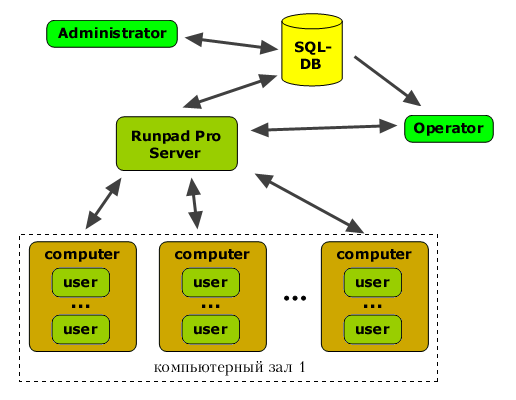 Administrator
SQL-
DB
Runpad Pro
Server
Operator
computer
user
...
user
computer
user
...
user
...
computer
user
...
user
компьютерный зал 1